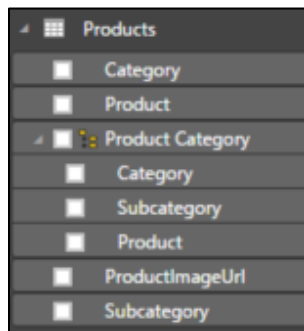 Products
Category
Product
Product Category
Category
Subcategory
Product
ProductImageUrl
Subcategory